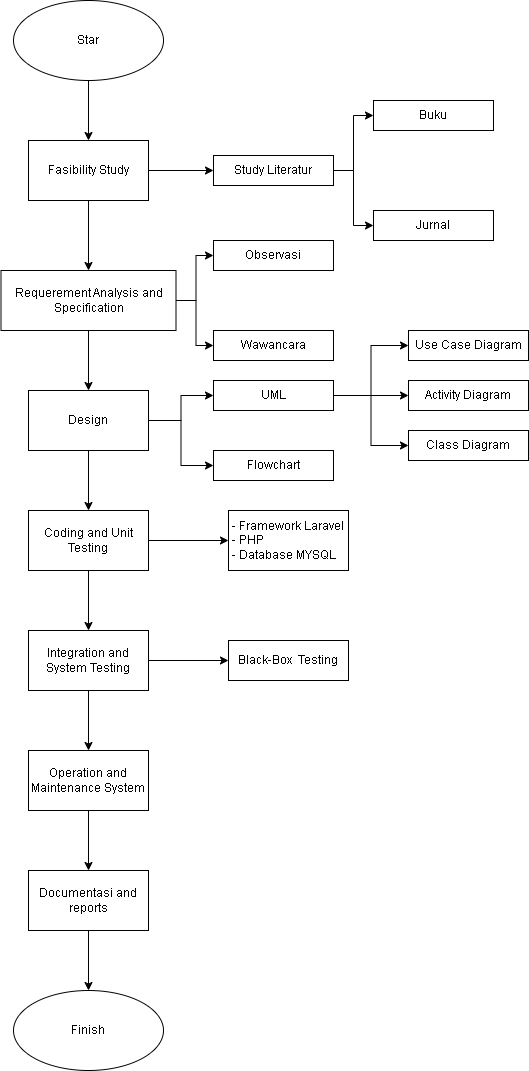 Star
Fasibility Study
Study Literatur
Buku
Jurnal
Requerement Analysis and
Specification
Observasi
Wawancara
Design
UML
Use Case Diagram
Activity Diagram
Class Diagram
Flowchart
Coding and Unit
Testing
- Framework Laravel
- PHP
- Database MYSQL
Integration and
System Testing
Black-Box Testing
Operation and
Maintenance System
Documentasi and
reports
Finish